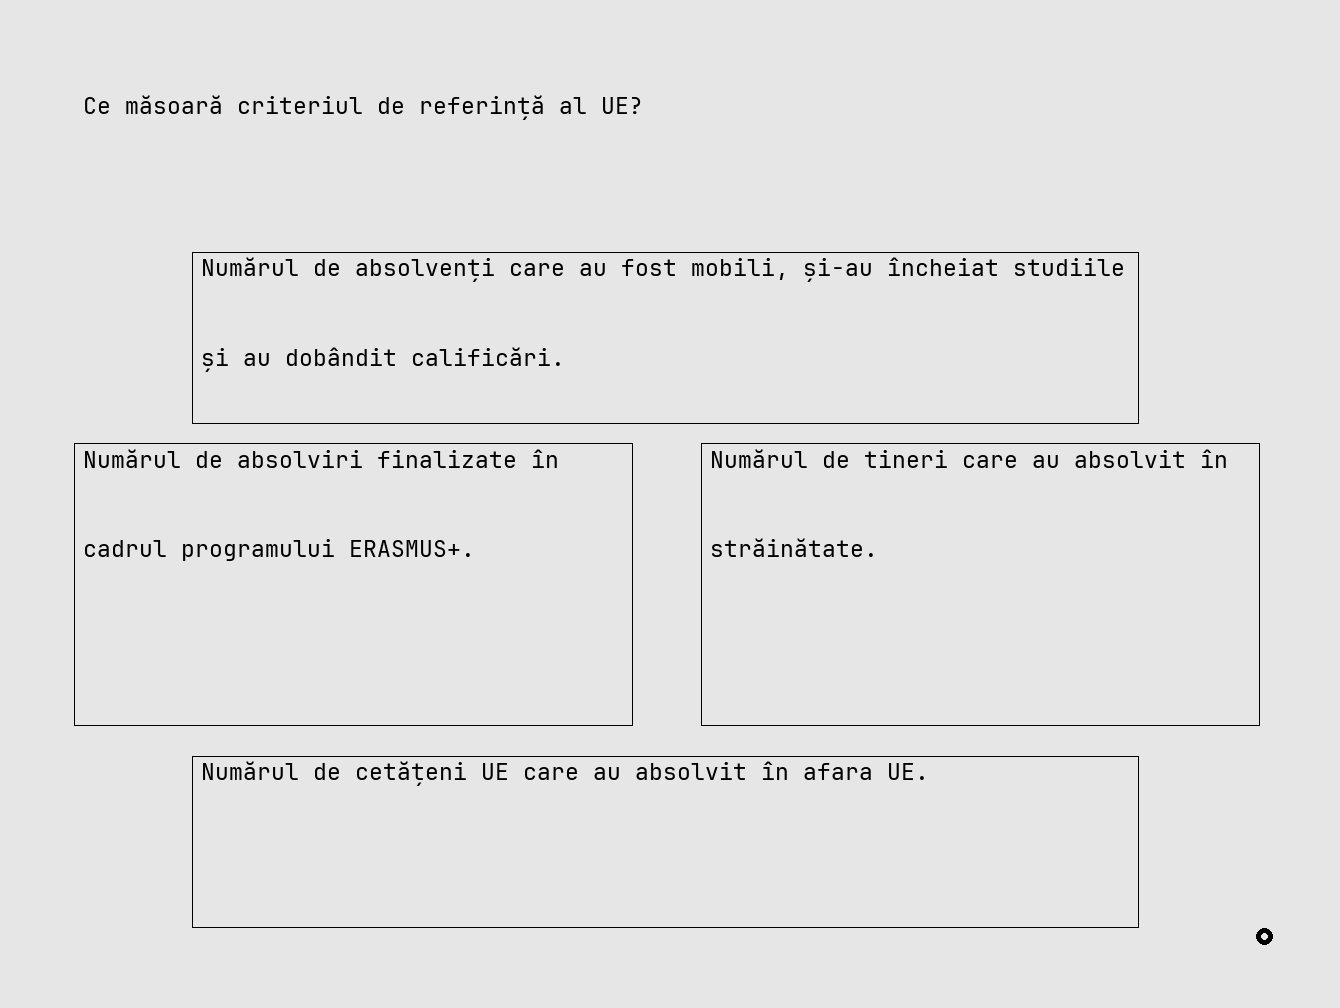 Ce măsoară criteriul de referință al UE?
Numărul de absolvenți care au fost mobili, și-au încheiat studiile
și au dobândit calificări.
Numărul de absolviri finalizate în
cadrul programului ERASMUS+.
Numărul de tineri care au absolvit în
străinătate.
Numărul de cetățeni UE care au absolvit în afara UE.